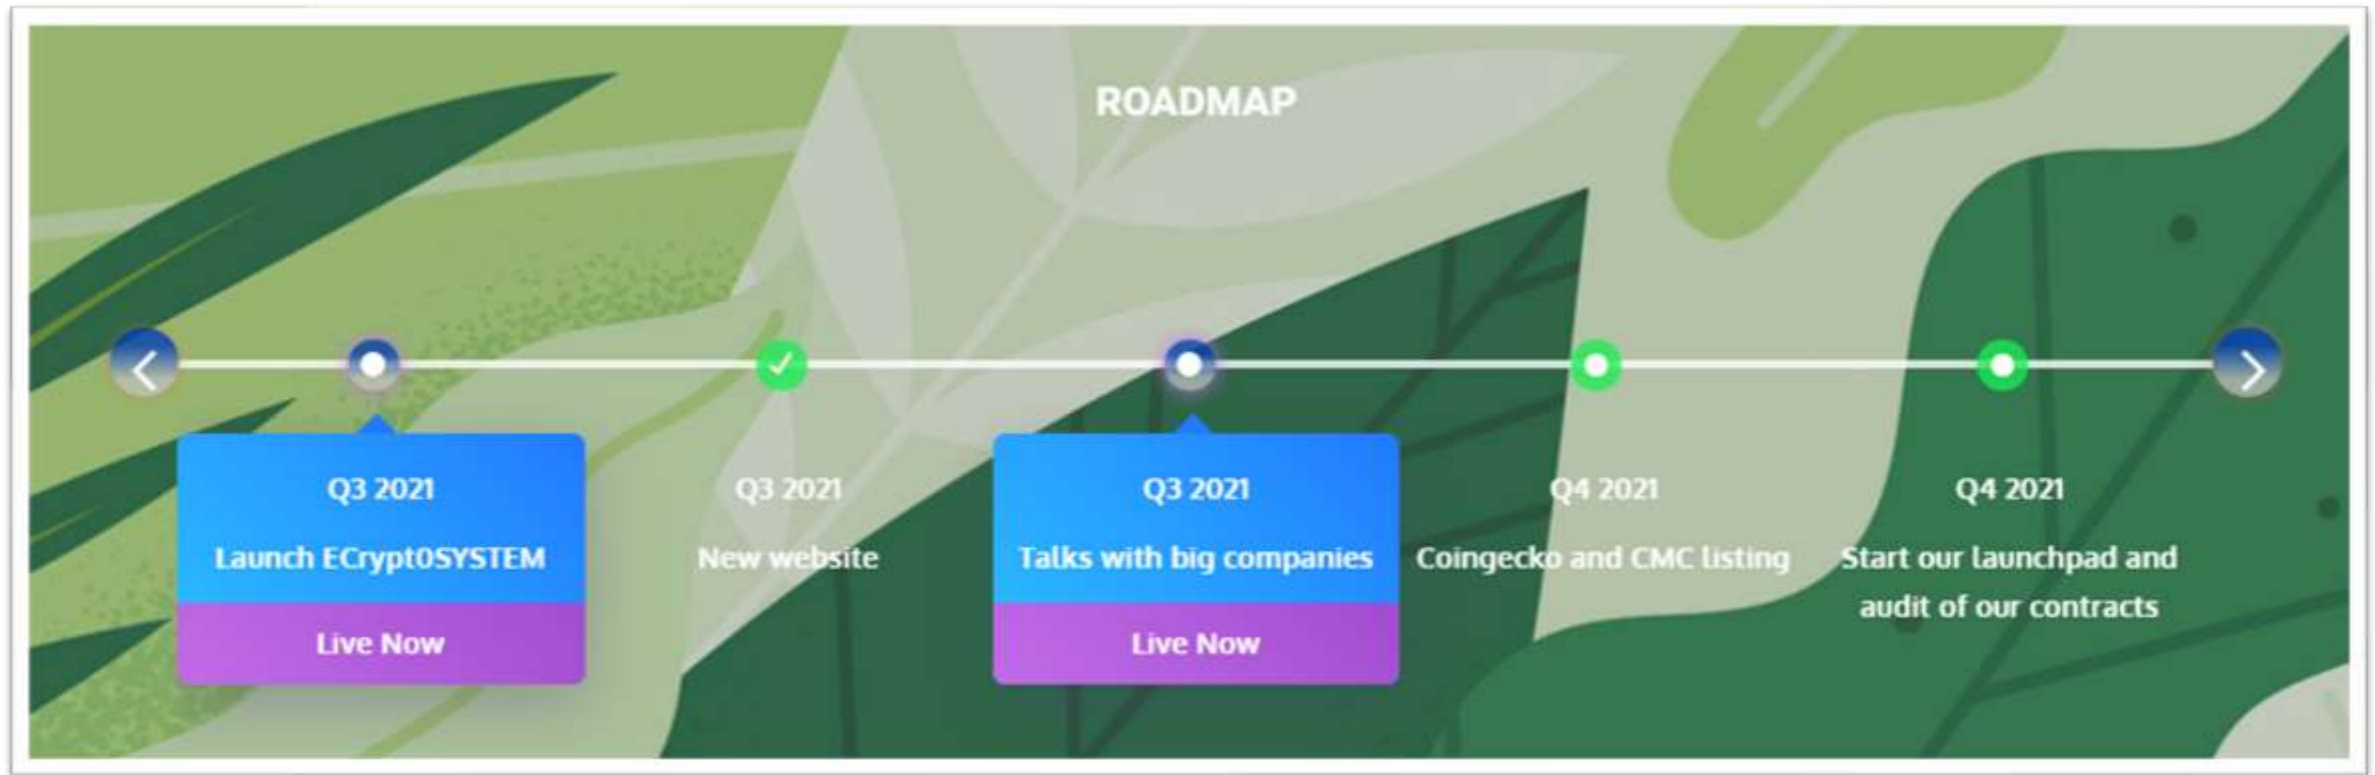 ROADMAP
Q3 2021
Launch ECrypt0SYSTEM
Live Now
Q3 2021
New website
Q3 2021
Talks with big companies
Live Now
Q4 2021
Coingecko and CMC listing
Q4 2021
Start our launchpad and
audit of our contracts